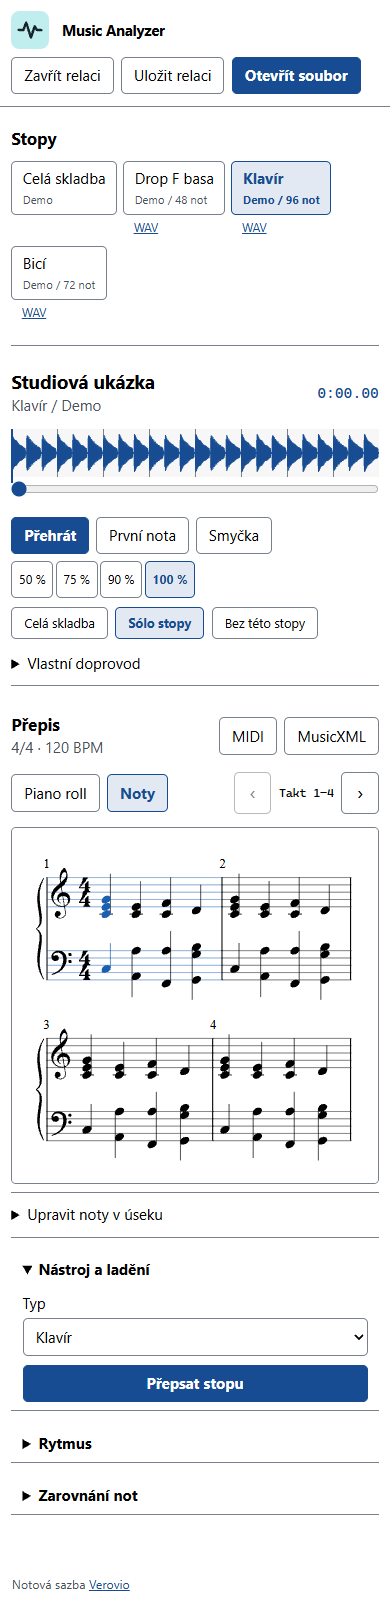 Music Analyzer
Zavřít relaci Uložit relaci Otevřít soubor
Stopy
Celá skladba Drop F basa Klavír
Demo Demo / 48 not Demo / 96 not
WAV WAV
Bicí
Demo / 72 not
WAV
Studiová ukázka
Klavír / Demo
0:00.00
Přehrát První nota Smyčka
50 % 75 % 90 % 100 %
Celá skladba Sólo stopy Bez této stopy
Vlastní doprovod
Přepis
4/4 · 120 BPM
MIDI MusicXML
Piano roll Noty ‹ Takt 1–4 ›
1 2
3 4
Upravit noty v úseku
Nástroj a ladění
Typ
Klavír
Přepsat stopu
Rytmus
Zarovnání not
Notová sazba Verovio